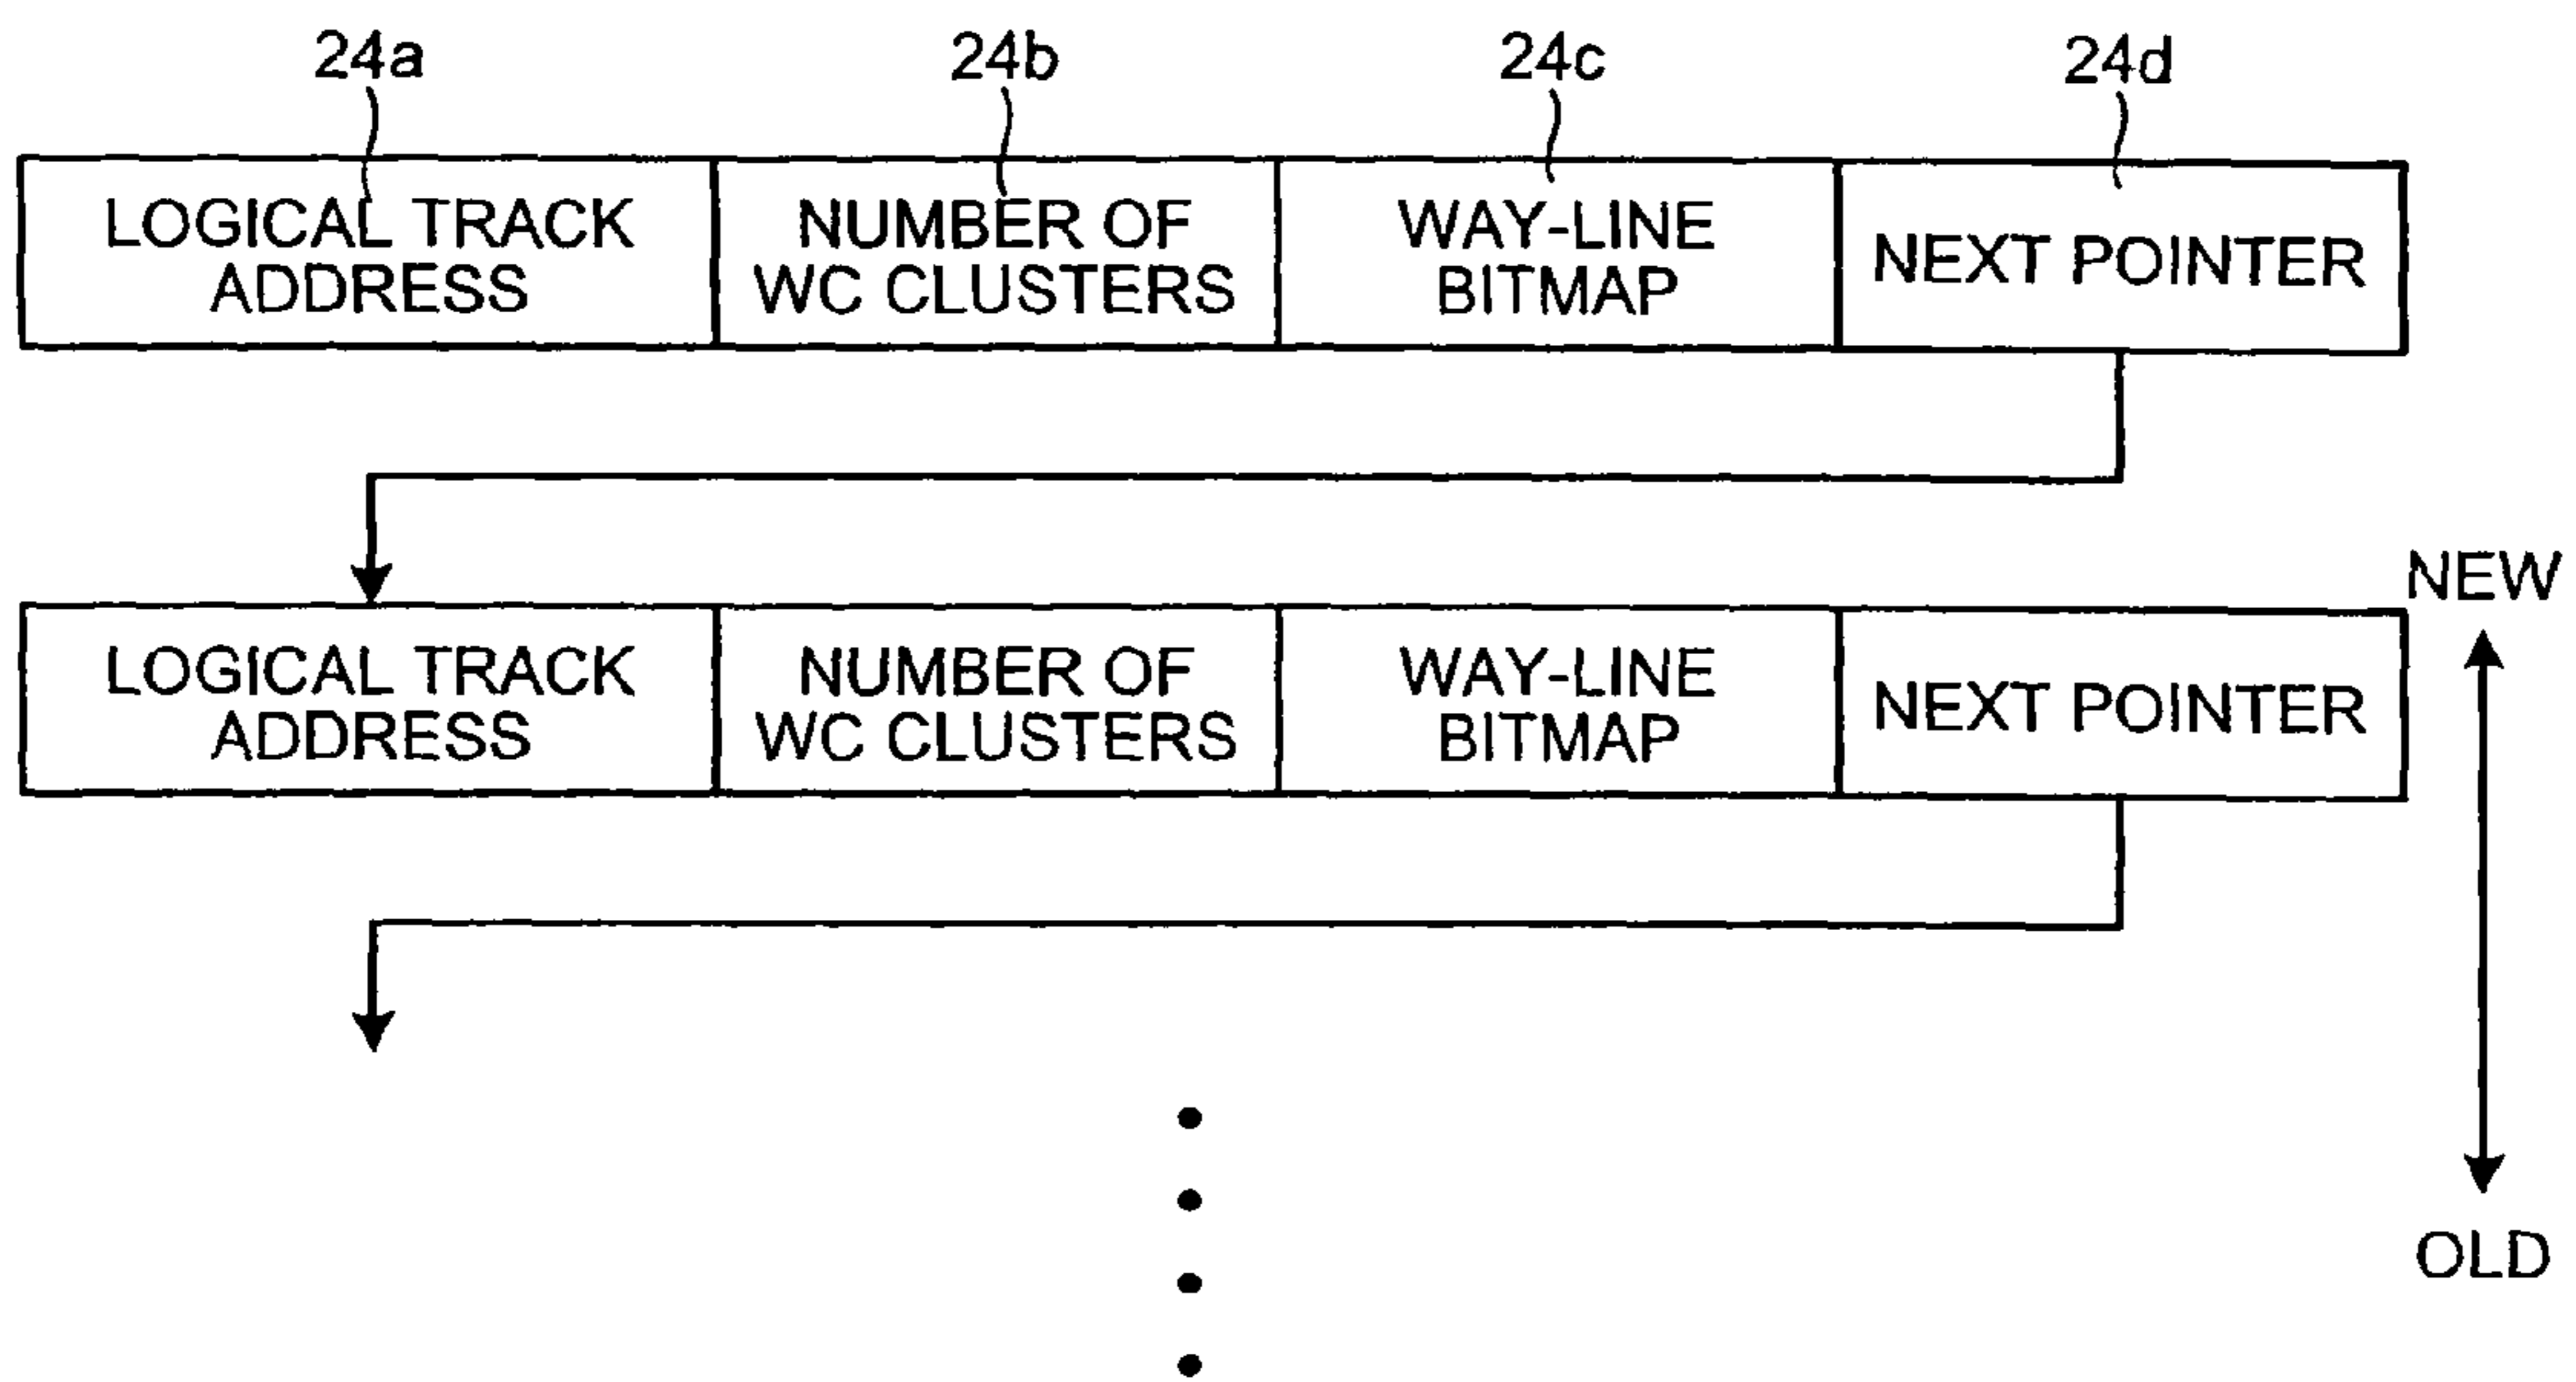 24a 24b 24c 24d
LOGICAL TRACK ADDRESS
NUMBER OF WC CLUSTERS
WAY-LINE BITMAP
NEXT POINTER
NEW
LOGICAL TRACK ADDRESS
NUMBER OF WC CLUSTERS
WAY-LINE BITMAP
NEXT POINTER
OLD